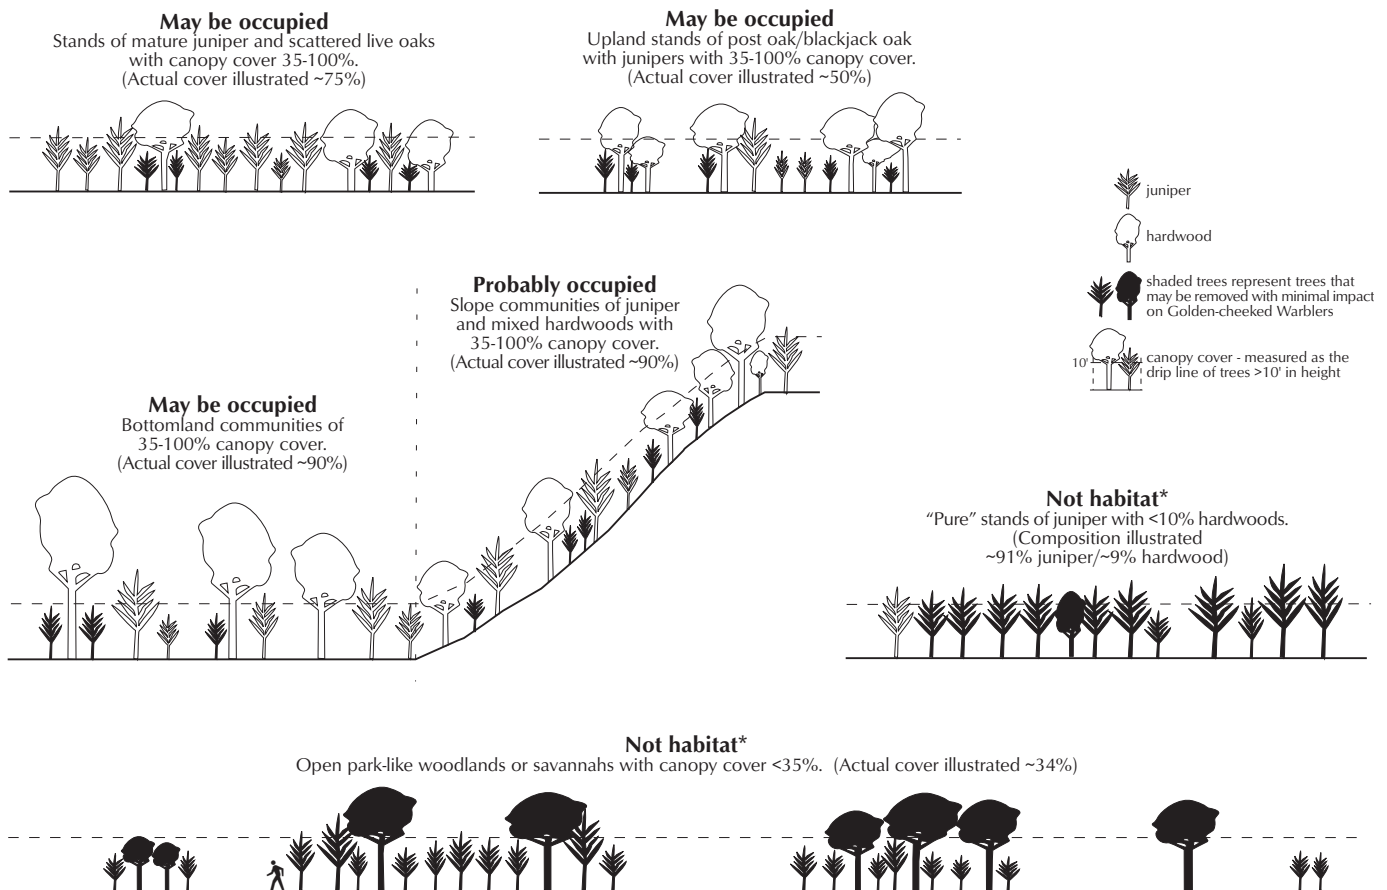 May be occupied
Stands of mature juniper and scattered live oaks
with canopy cover 35-100%.
(Actual cover illustrated ~75%)
May be occupied
Upland stands of post oak/blackjack oak
with junipers with 35-100% canopy cover.
(Actual cover illustrated ~50%)
juniper
hardwood
shaded trees represent trees that
may be removed with minimal impact
on Golden-cheeked Warblers
10'
canopy cover - measured as the
drip line of trees >10' in height
Probably occupied
Slope communities of juniper
and mixed hardwoods with
35-100% canopy cover.
(Actual cover illustrated ~90%)
May be occupied
Bottomland communities of
35-100% canopy cover.
(Actual cover illustrated ~90%)
Not habitat*
“Pure” stands of juniper with <10% hardwoods.
(Composition illustrated
~91% juniper/~9% hardwood)
Not habitat*
Open park-like woodlands or savannahs with canopy cover <35%. (Actual cover illustrated ~34%)